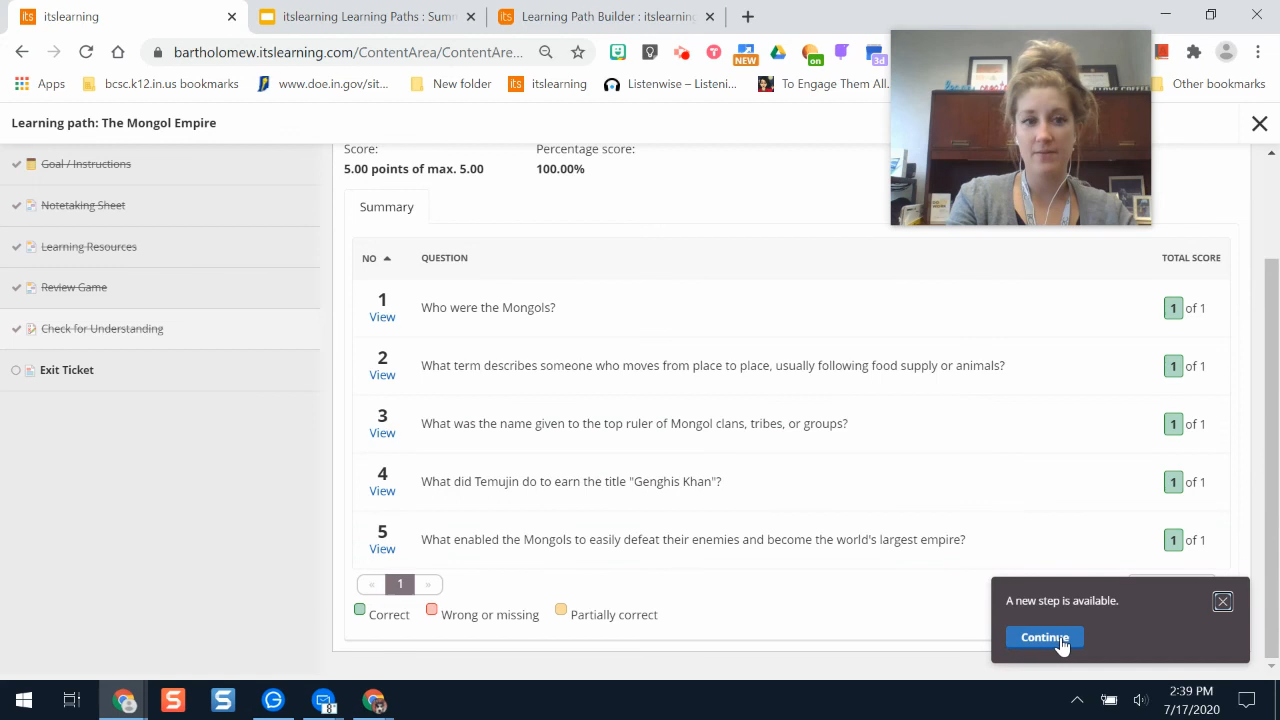 itslearning
itslearning Learning Paths : Sumr
Learning Path Builder : itslearning
bartholomew.itslearning.com/ContentArea/ContentAre...
NEW
on
3d
Apps
bcsc.k12.in.us bookmarks
www.doe.in.gov/sit...
New folder
itslearning
Listenwise – Listeni...
To Engage Them All...
Other bookmarks
Learning path: The Mongol Empire
Goal / Instructions
Notetaking Sheet
Learning Resources
Review Game
Check for Understanding
Exit Ticket
Score:
5.00 points of max. 5.00
Percentage score:
100.00%
Summary
NO QUESTION TOTAL SCORE
1 View Who were the Mongols? 1 of 1
2 View What term describes someone who moves from place to place, usually following food supply or animals? 1 of 1
3 View What was the name given to the top ruler of Mongol clans, tribes, or groups? 1 of 1
4 View What did Temujin do to earn the title "Genghis Khan"? 1 of 1
5 View What enabled the Mongols to easily defeat their enemies and become the world's largest empire? 1 of 1
« 1 »
Correct Wrong or missing Partially correct
A new step is available.
Continue
2:39 PM
7/17/2020